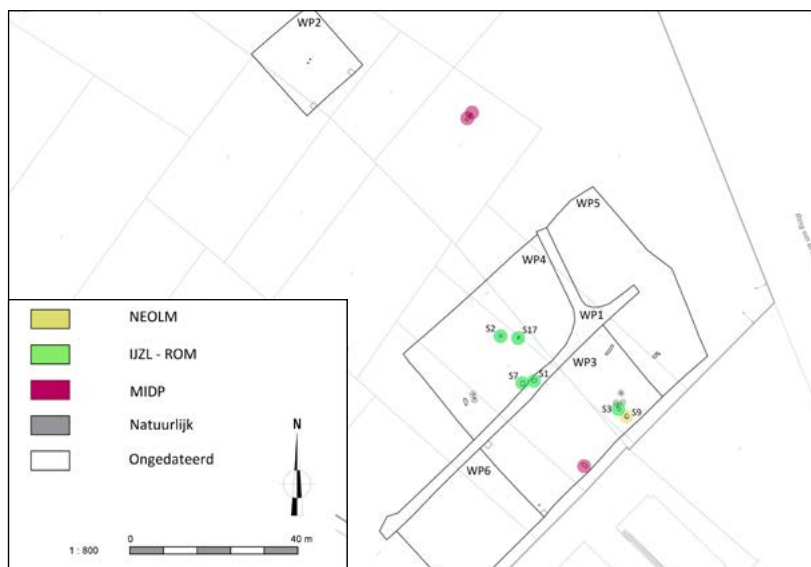 WP2
WP5
WP4
S2
S17
WP1
WP3
S7
S1
S3
S9
WP6
NEOLM
IJZL - ROM
MIDP
Natuurlijk
Ongedateerd
N
0
40 m
1 : 800